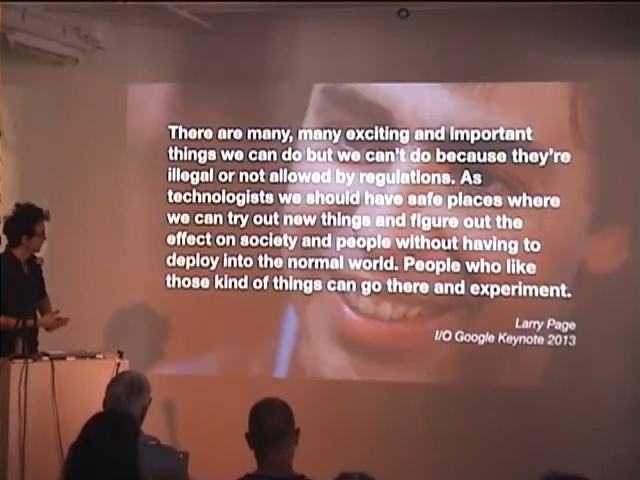 There are many, many exciting and important
things we can do but we can't do because they're
illegal or not allowed by regulations. As
technologists we should have safe places where
we can try out new things and figure out the
effect on society and people without having to
deploy into the normal world. People who like
those kind of things can go there and experiment.
Larry Page
I/O Google Keynote 2013